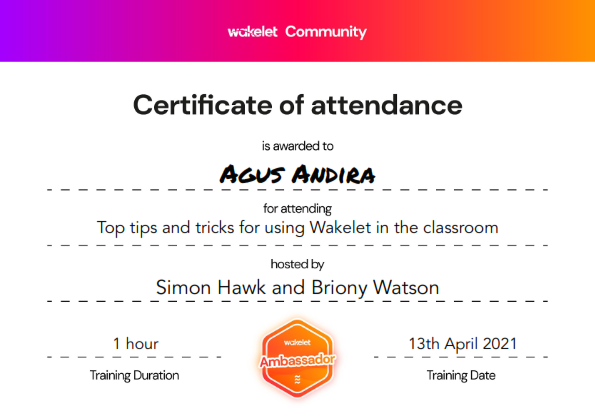 wakelet Community
Certificate of attendance
is awarded to
Agus Andira
for attending
Top tips and tricks for using Wakelet in the classroom
hosted by
Simon Hawk and Briony Watson
1 hour
Training Duration
wakelet
Ambassador
13th April 2021
Training Date